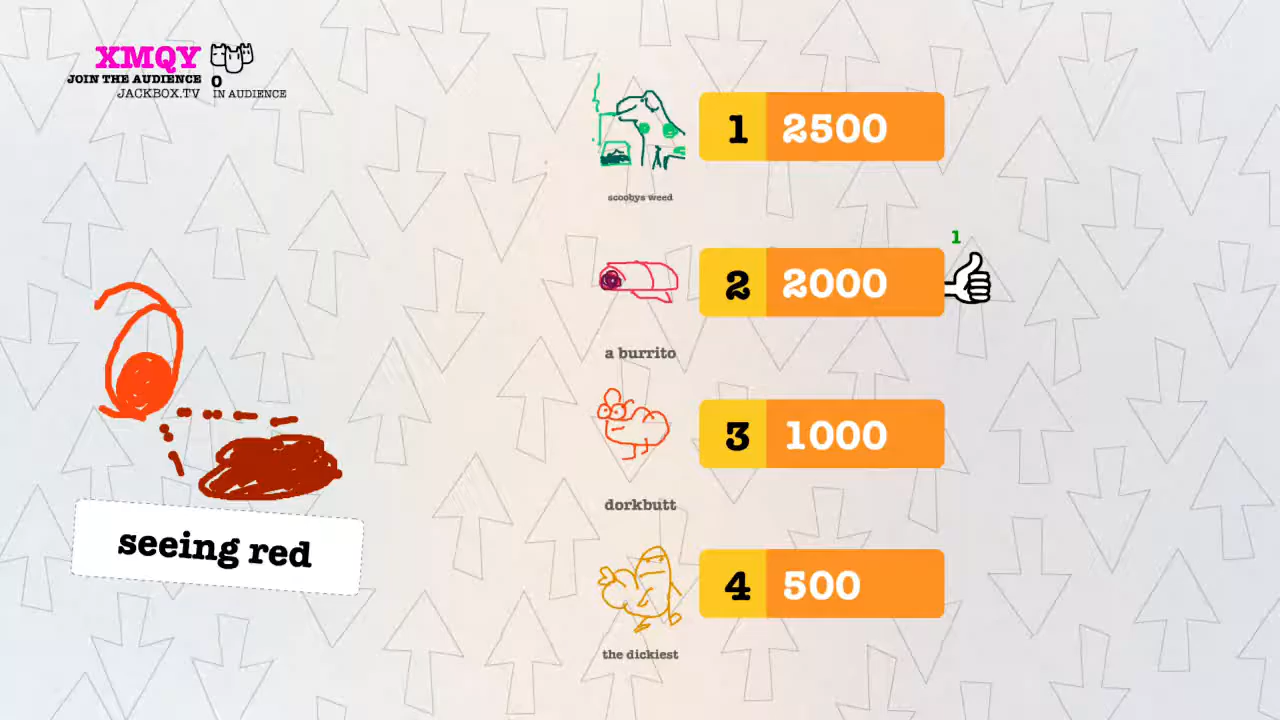 XMQY
JOIN THE AUDIENCE
JACKBOX.TV
0
IN AUDIENCE
1 2500
scoobys weed
1
2 2000
a burrito
3 1000
dorkbutt
seeing red
4 500
the dickiest